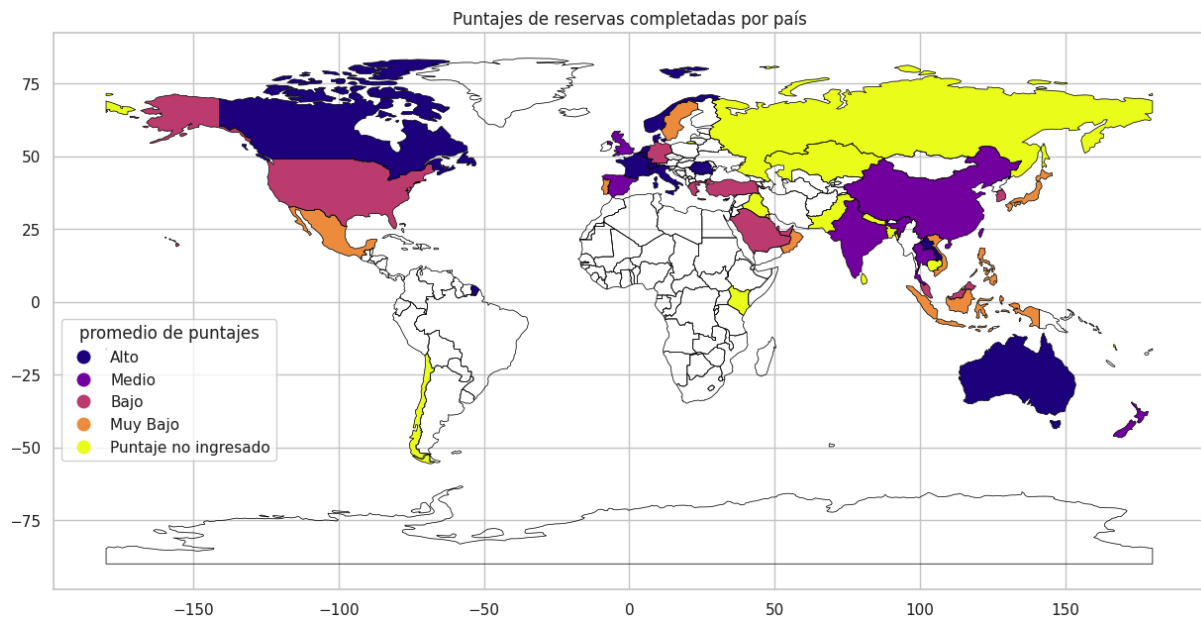 Puntajes de reservas completadas por país
75
50
25
0
−25
−50
−75
promedio de puntajes
Alto
Medio
Bajo
Muy Bajo
Puntaje no ingresado
−150
−100
−50
0
50
100
150